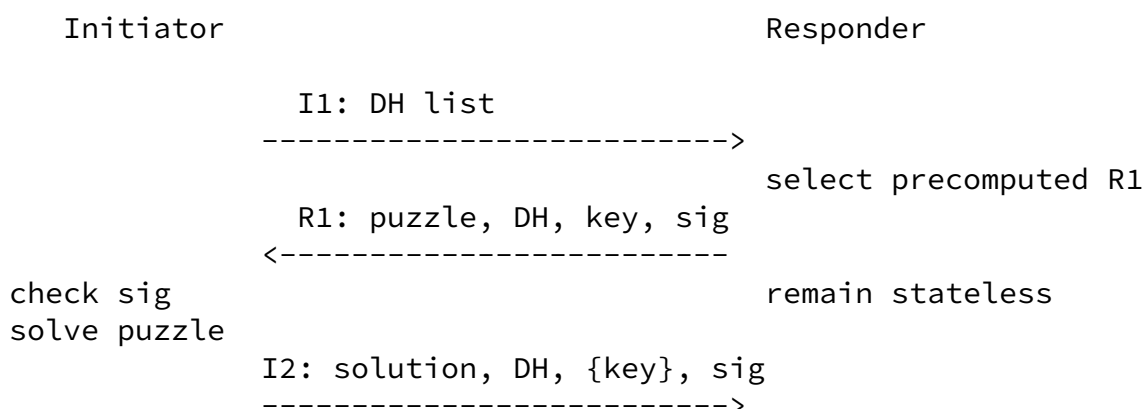 Initiator Responder
I1: DH list
-------------------------->
select precomputed R1
R1: puzzle, DH, key, sig
<-------------------------
check sig remain stateless
solve puzzle
I2: solution, DH, {key}, sig
-------------------------->